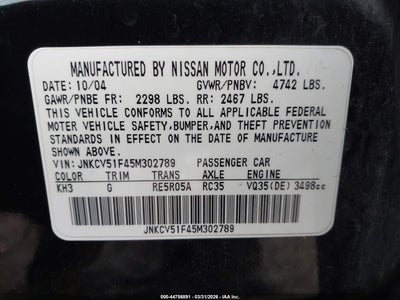 MANUFACTURED BY NISSAN MOTOR CO.,LTD.
DATE: 10/04 GVWR/PNBV: 4742 LBS.
GAWR/PNBE FR: 2298 LBS. RR: 2467 LBS.
THIS VEHICLE CONFORMS TO ALL APPLICABLE FEDERAL
MOTOR VEHICLE SAFETY, BUMPER, AND THEFT PREVENTION
STANDARDS IN EFFECT ON THE DATE OF MANUFACTURE
SHOWN ABOVE.
VIN: JNKCV51F45M302789 PASSENGER CAR
COLOR TRIM TRANS AXLE ENGINE
KH3 G RE5R05A RC35 VQ35(DE) 3498cc
JNKCV51F45M302789
000-44756891 - 03/31/2026 - IAAI.COM